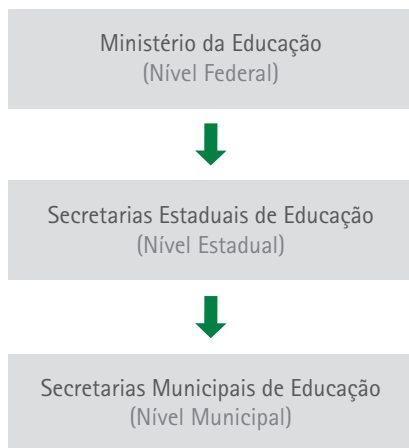 Ministério da Educação
(Nível Federal)
Secretarias Estaduais de Educação
(Nível Estadual)
Secretarias Municipais de Educação
(Nível Municipal)